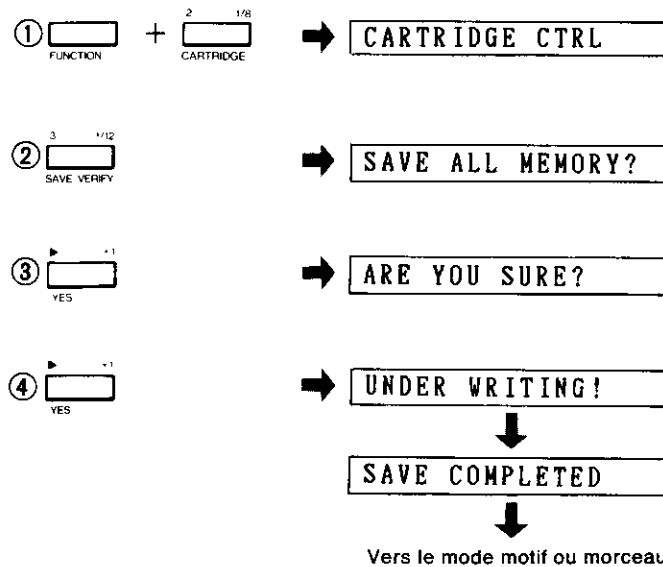 2 1/8
① + CARTRIDGE CTRL
FUNCTION CARTRIDGE
3 1/12
② SAVE ALL MEMORY?
SAVE VERIFY
+1
③ ARE YOU SURE?
YES
+1
④ UNDER WRITING!
YES
SAVE COMPLETED
Vers le mode motif ou morceau